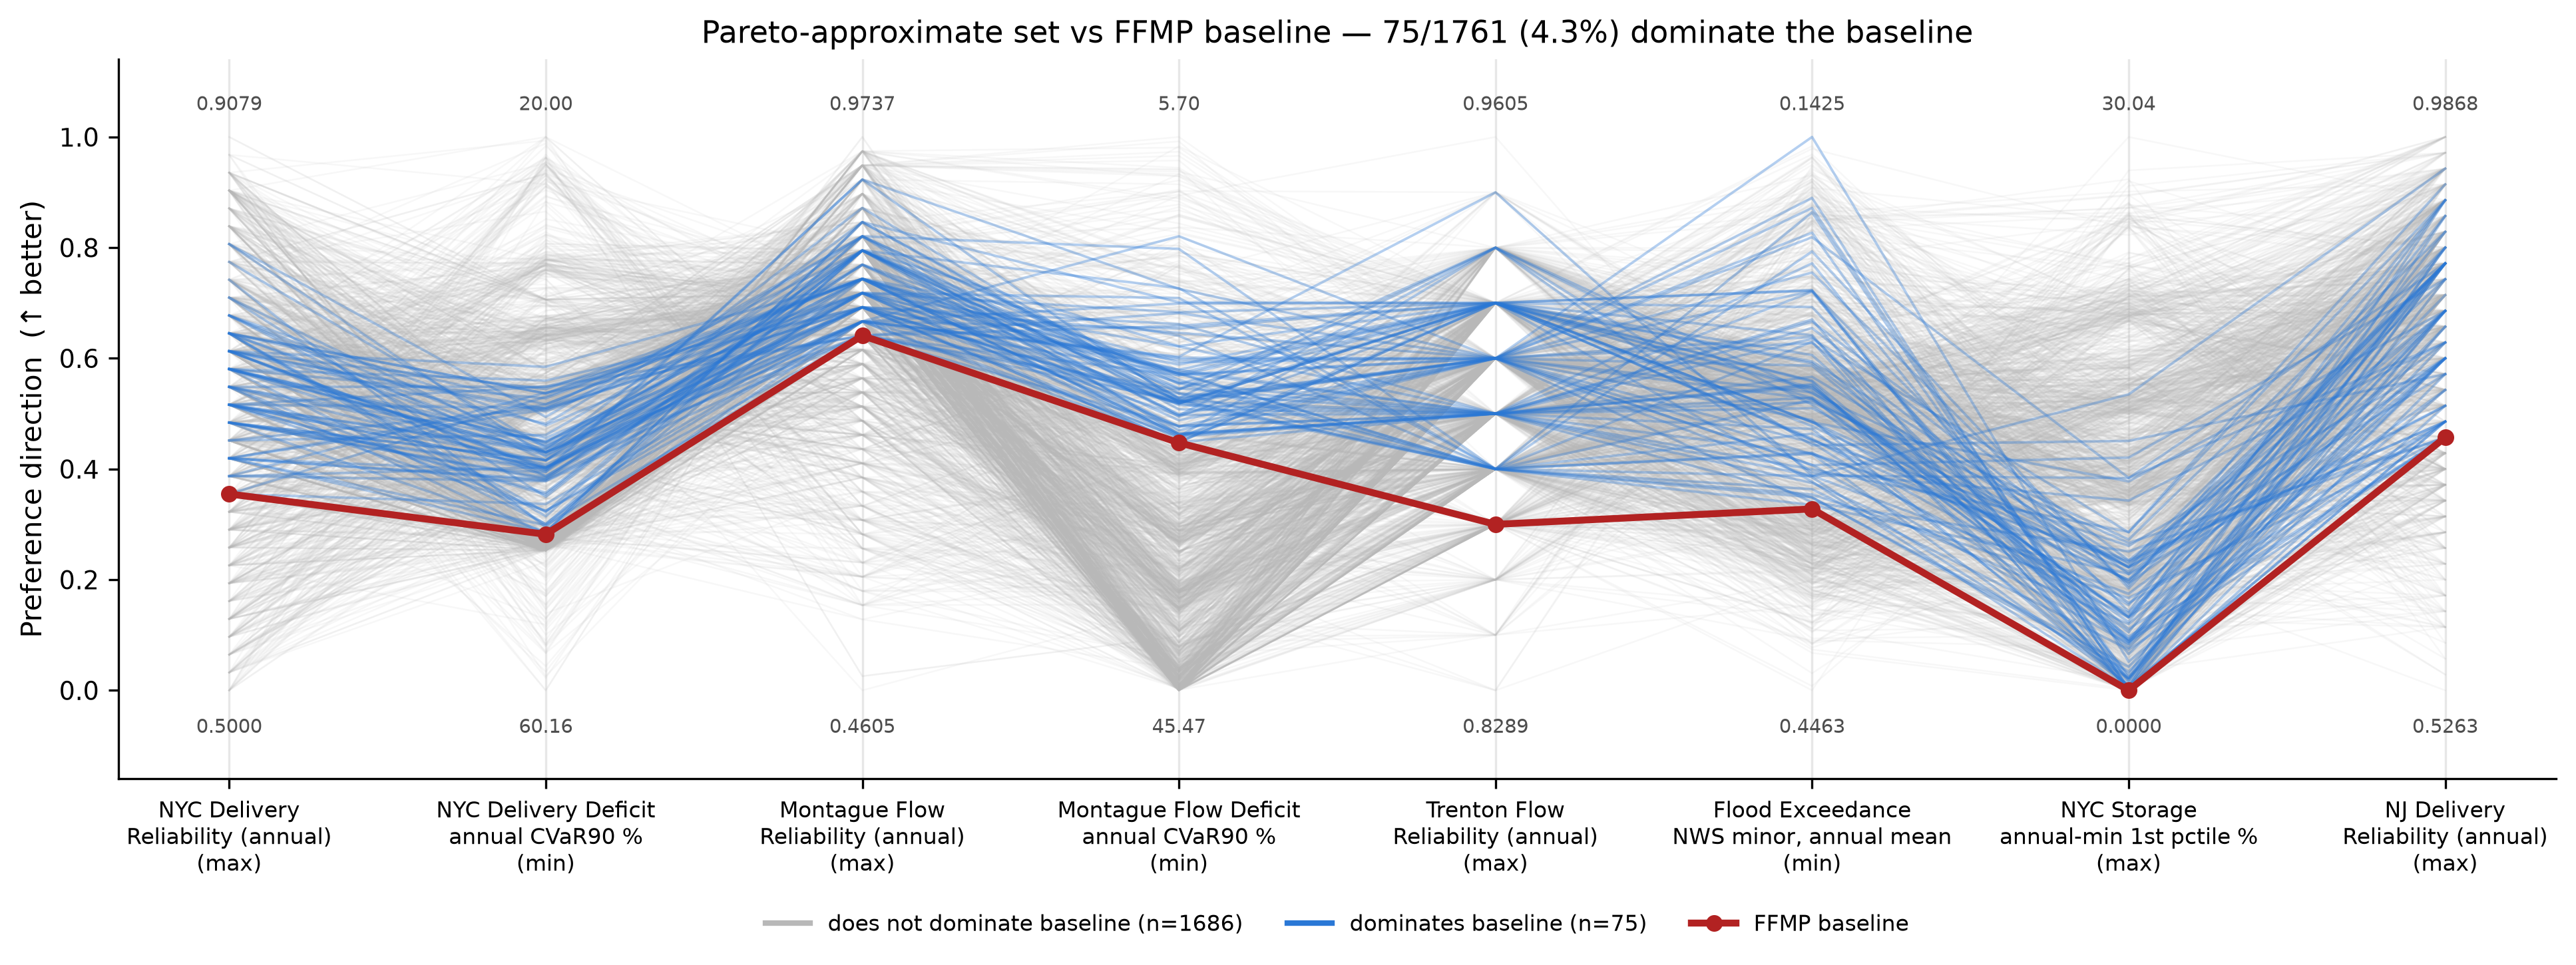 Pareto-approximate set vs FFMP baseline — 75/1761 (4.3%) dominate the baseline
0.9079 20.00 0.9737 5.70 0.9605 0.1425 30.04 0.9868
Preference direction (↑ better)
1.0
0.8
0.6
0.4
0.2
0.0
0.5000 60.16 0.4605 45.47 0.8289 0.4463 0.0000 0.5263
NYC Delivery
Reliability (annual)
(max)
NYC Delivery Deficit
annual CVaR90 %
(min)
Montague Flow
Reliability (annual)
(max)
Montague Flow Deficit
annual CVaR90 %
(min)
Trenton Flow
Reliability (annual)
(max)
Flood Exceedance
NWS minor, annual mean
(min)
NYC Storage
annual-min 1st pctile %
(max)
NJ Delivery
Reliability (annual)
(max)
does not dominate baseline (n=1686)
dominates baseline (n=75)
FFMP baseline